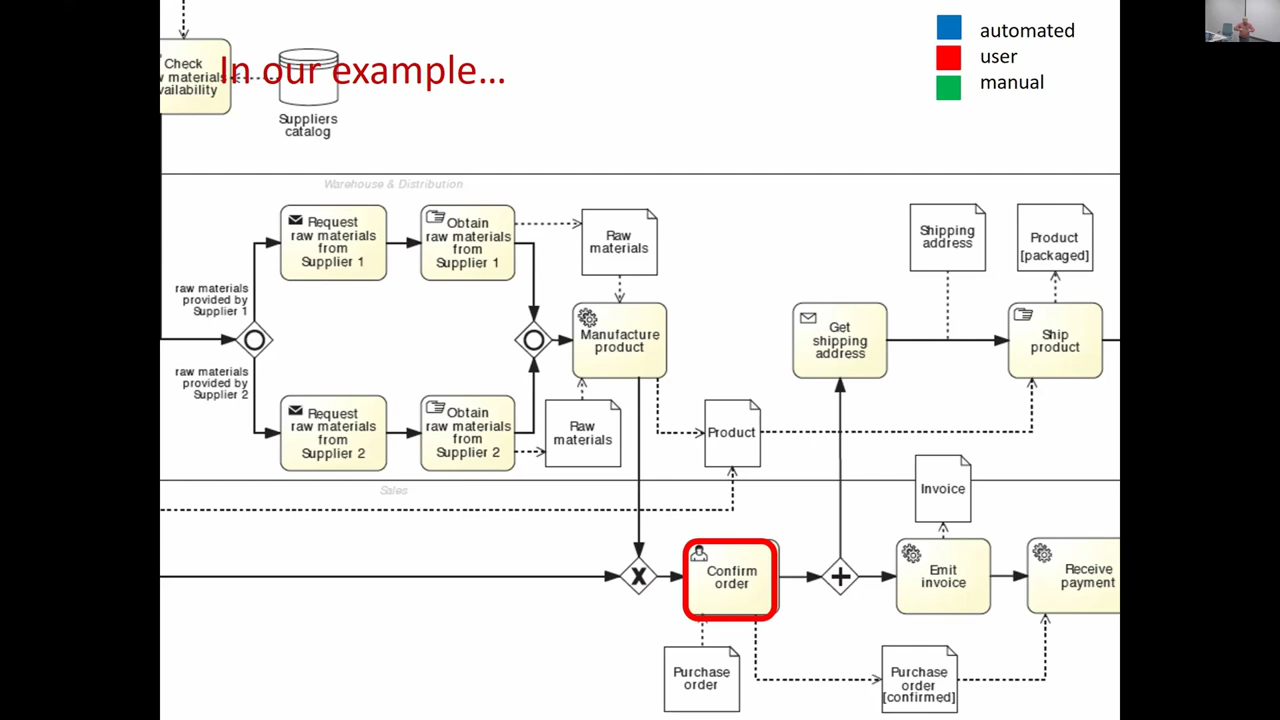 automated
user
manual
In our example...
Check
w materials
vailability
Suppliers
catalog
Warehouse & Distribution
Request
raw materials
from
Supplier 1
Obtain
raw materials
from
Supplier 1
Raw
materials
Shipping
address
Product
[packaged]
raw materials
provided by
Supplier 1
Manufacture
product
Get
shipping
address
Ship
product
raw materials
provided by
Supplier 2
Request
raw materials
from
Supplier 2
Obtain
raw materials
from
Supplier 2
Raw
materials
Product
Sales
Invoice
X
Confirm
order
Emit
invoice
Receive
payment
Purchase
order
Purchase
order
[confirmed]